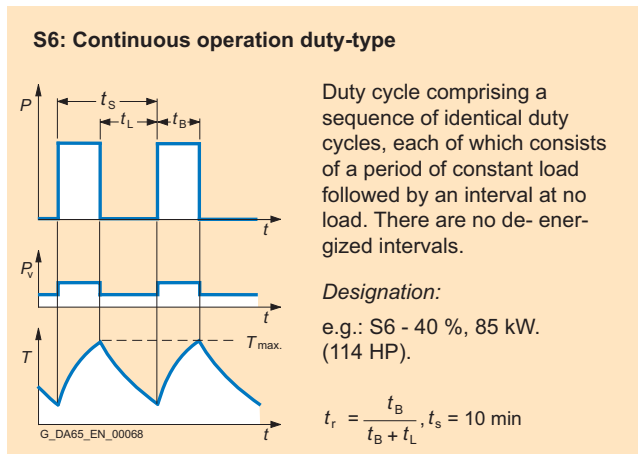 S6: Continuous operation duty-type
P
tS
tL
tB
t
Pv
t
T
Tmax.
t
G_DA65_EN_00068
Duty cycle comprising a
sequence of identical duty
cycles, each of which consists
of a period of constant load
followed by an interval at no
load. There are no de- ener-
gized intervals.
Designation:
e.g.: S6 - 40 %, 85 kW.
(114 HP).
tr = tB / tB + tL , ts = 10 min